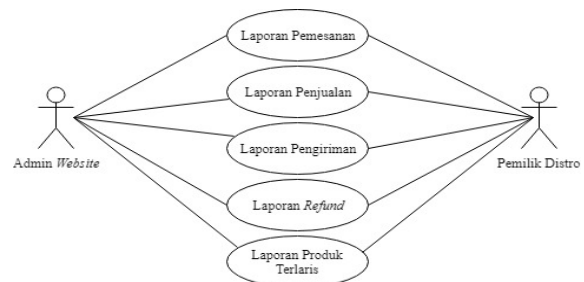 Laporan Pemesanan
Laporan Penjualan
Admin Website
Laporan Pengiriman
Pemilik Distro
Laporan Refund
Laporan Produk
Terlaris